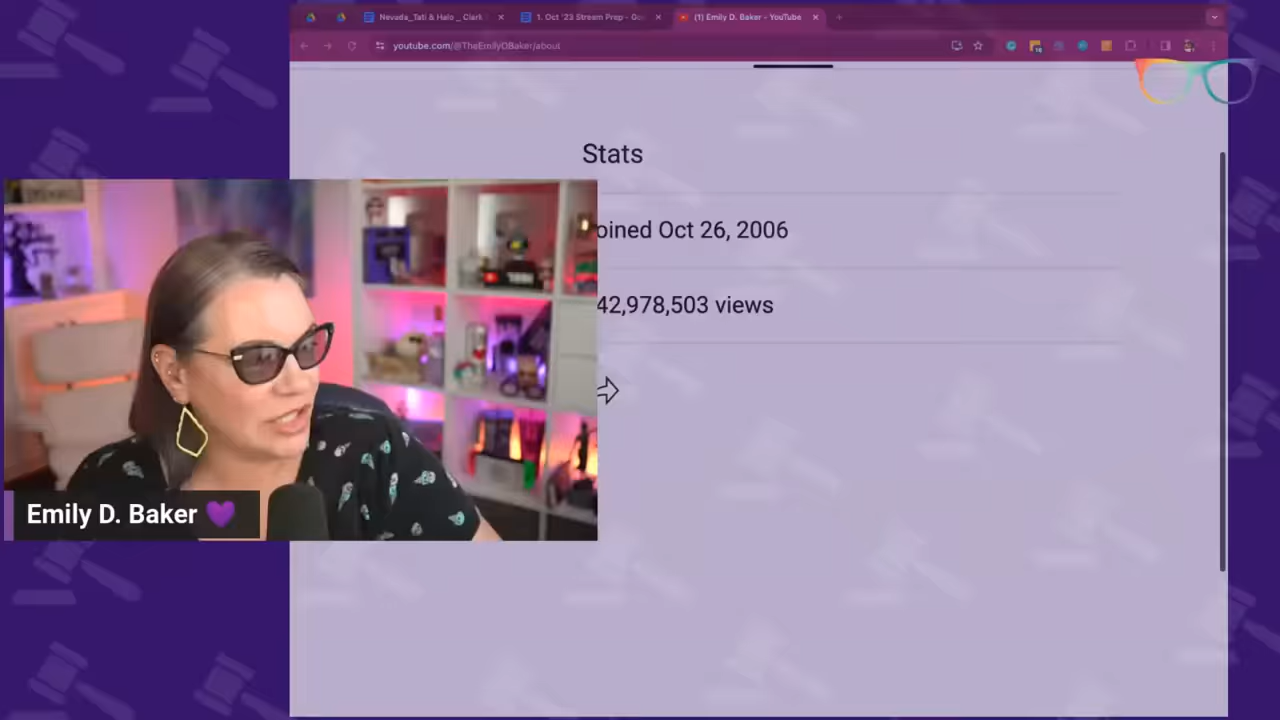 Nevada_Tati & Halo _ Clark
1. Oct '23 Stream Prep - Go
(1) Emily D. Baker - YouTube
youtube.com/@TheEmilyDBaker/about
Stats
oined Oct 26, 2006
42,978,503 views
Emily D. Baker 💜